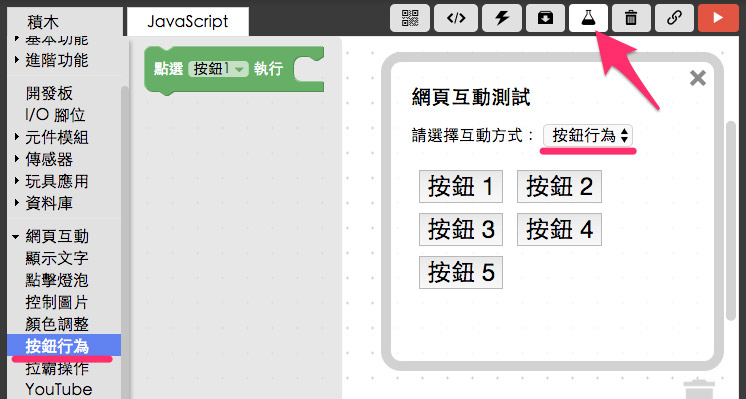 積木
JavaScript
</>
基本功能
進階功能
開發板
I/O 腳位
元件模組
傳感器
玩具應用
資料庫
網頁互動
顯示文字
點擊燈泡
控制圖片
顏色調整
按鈕行為
拉霸操作
YouTube
點選 按鈕1 執行
網頁互動測試
請選擇互動方式： 按鈕行為
按鈕 1 按鈕 2
按鈕 3 按鈕 4
按鈕 5